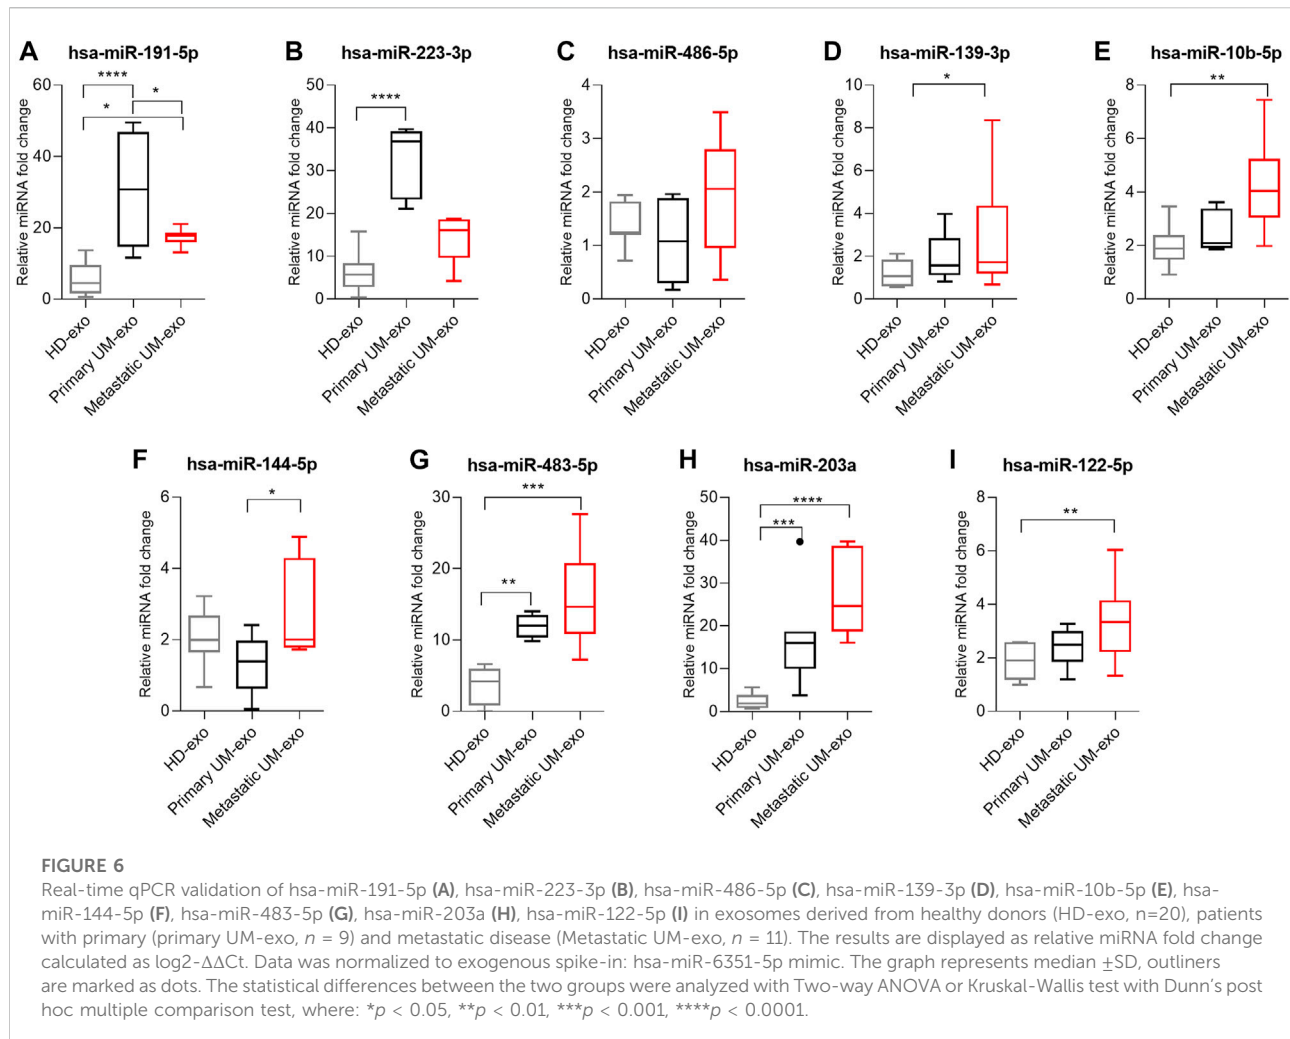 A hsa-miR-191-5p
Relative miRNA fold change
60
40
20
0
****
*
*
HD-exo
Primary UM-exo
Metastatic UM-exo
B hsa-miR-223-3p
Relative miRNA fold change
50
40
30
20
10
0
****
HD-exo
Primary UM-exo
Metastatic UM-exo
C hsa-miR-486-5p
Relative miRNA fold change
4
3
2
1
0
HD-exo
Primary UM-exo
Metastatic UM-exo
D hsa-miR-139-3p
Relative miRNA fold change
10
8
6
4
2
0
*
HD-exo
Primary UM-exo
Metastatic UM-exo
E hsa-miR-10b-5p
Relative miRNA fold change
8
6
4
2
0
**
HD-exo
Primary UM-exo
Metastatic UM-exo
F hsa-miR-144-5p
Relative miRNA fold change
6
4
2
0
*
HD-exo
Primary UM-exo
Metastatic UM-exo
G hsa-miR-483-5p
Relative miRNA fold change
30
20
10
0
***
**
HD-exo
Primary UM-exo
Metastatic UM-exo
H hsa-miR-203a
Relative miRNA fold change
50
40
30
20
10
0
****
***
HD-exo
Primary UM-exo
Metastatic UM-exo
I hsa-miR-122-5p
Relative miRNA fold change
8
6
4
2
0
**
HD-exo
Primary UM-exo
Metastatic UM-exo
FIGURE 6
Real-time qPCR validation of hsa-miR-191-5p (A), hsa-miR-223-3p (B), hsa-miR-486-5p (C), hsa-miR-139-3p (D), hsa-miR-10b-5p (E), hsa-
miR-144-5p (F), hsa-miR-483-5p (G), hsa-miR-203a (H), hsa-miR-122-5p (I) in exosomes derived from healthy donors (HD-exo, n=20), patients
with primary (primary UM-exo, n = 9) and metastatic disease (Metastatic UM-exo, n = 11). The results are displayed as relative miRNA fold change
calculated as log2-ΔΔCt. Data was normalized to exogenous spike-in: hsa-miR-6351-5p mimic. The graph represents median ±SD, outliners
are marked as dots. The statistical differences between the two groups were analyzed with Two-way ANOVA or Kruskal-Wallis test with Dunn's post
hoc multiple comparison test, where: *p < 0.05, **p < 0.01, ***p < 0.001, ****p < 0.0001.